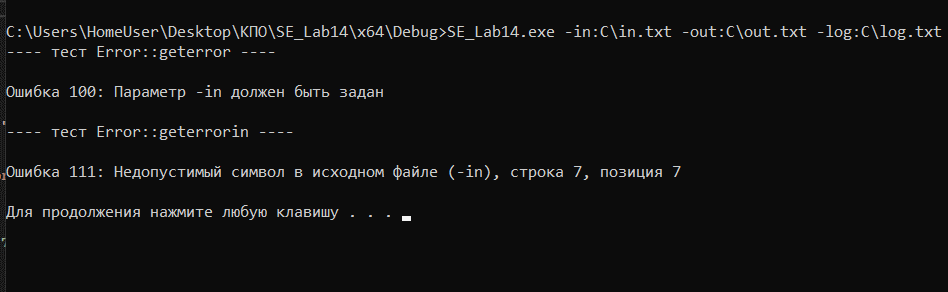 C:\Users\HomeUser\Desktop\КПО\SE_Lab14\x64\Debug>SE_Lab14.exe -in:C\in.txt -out:C\out.txt -log:C\log.txt
---- тест Error::geterror ----
Ошибка 100: Параметр -in должен быть задан
---- тест Error::geterrorin ----
Ошибка 111: Недопустимый символ в исходном файле (-in), строка 7, позиция 7
Для продолжения нажмите любую клавишу . . .